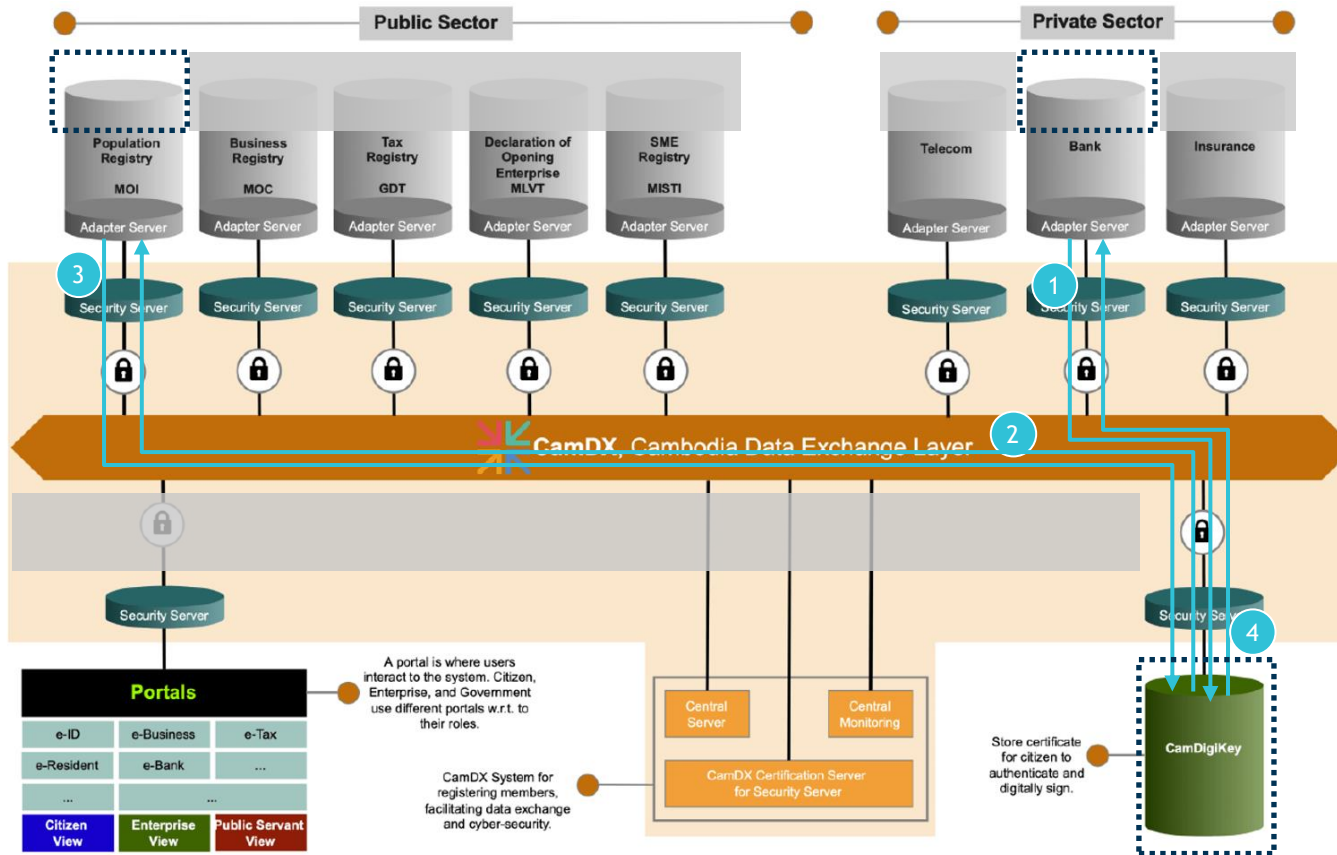 Public Sector
Private Sector
Population
Registry
MOI
Business
Registry
MOC
Tax
Registry
GDT
Declaration of
Opening
Enterprise
MLVT
SME
Registry
MISTI
Telecom
Bank
Insurance
Adapter Server
Adapter Server
Adapter Server
Adapter Server
Adapter Server
Adapter Server
Adapter Server
Adapter Server
3
1
Security Server
Security Server
Security Server
Security Server
Security Server
Security Server
Security Server
Security Server
CamDX, Cambodia Data Exchange Layer
2
Security Server
Security Server
4
Portals
e-ID
e-Business
e-Tax
e-Resident
e-Bank
...
...
...
Citizen
View
Enterprise
View
Public Servant
View
A portal is where users
interact to the system. Citizen,
Enterprise, and Government
use different portals w.r.t. to
their roles.
CamDX System for
registering members,
facilitating data exchange
and cyber-security.
Central
Server
Central
Monitoring
CamDX Certification Server
for Security Server
Store certificate
for citizen to
authenticate and
digitally sign.
CamDigiKey